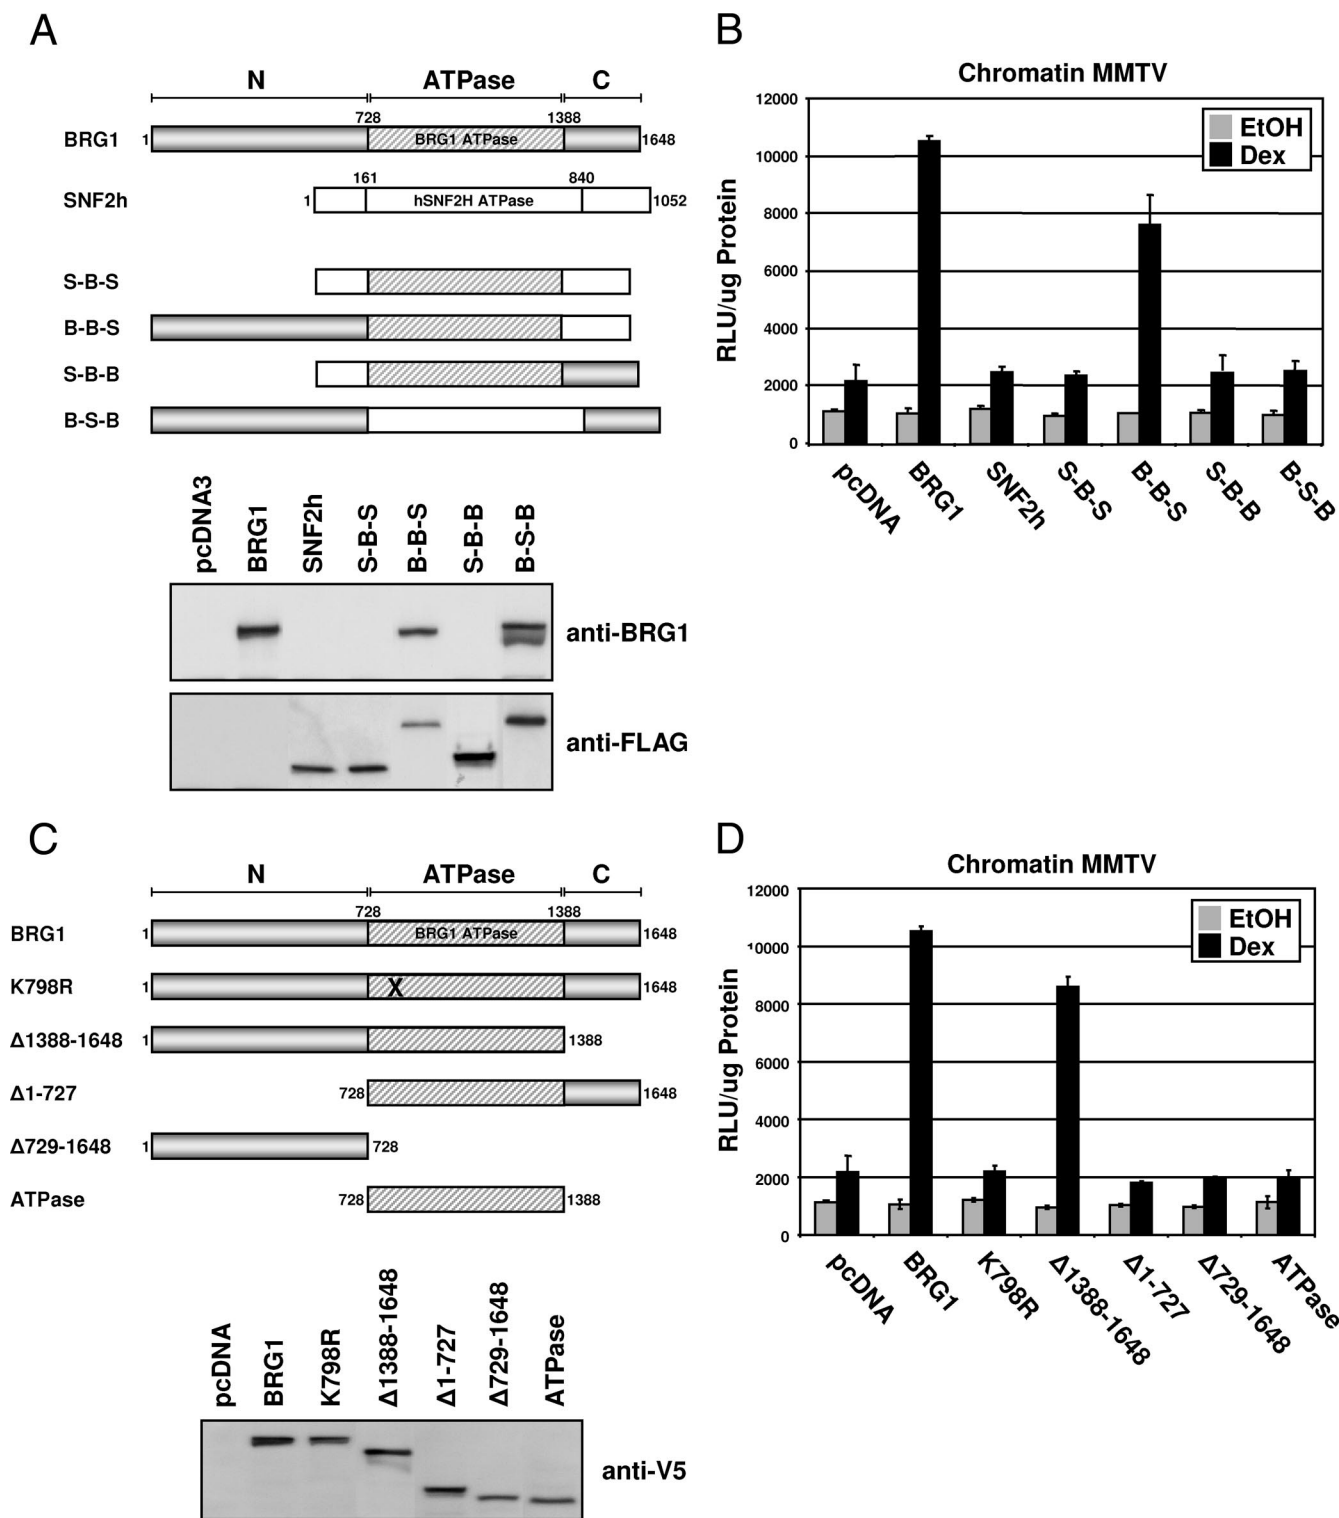 A
N ATPase C
728 1388
BRG1 1 BRG1 ATPase 1648
161 840
SNF2h 1 hSNF2H ATPase 1052
S-B-S
B-B-S
S-B-B
B-S-B
pcDNA3 BRG1 SNF2h S-B-S B-B-S S-B-B B-S-B
anti-BRG1
anti-FLAG
B
Chromatin MMTV
EtOH
Dex
RLU/ug Protein
12000
10000
8000
6000
4000
2000
0
pcDNA BRG1 SNF2h S-B-S B-B-S S-B-B B-S-B
C
N ATPase C
728 1388
BRG1 1 BRG1 ATPase 1648
K798R 1 X 1648
Δ1388-1648 1 1388
Δ1-727 728 1648
Δ729-1648 1 728
ATPase 728 1388
pcDNA BRG1 K798R Δ1388-1648 Δ1-727 Δ729-1648 ATPase
anti-V5
D
Chromatin MMTV
EtOH
Dex
RLU/ug Protein
12000
10000
8000
6000
4000
2000
0
pcDNA BRG1 K798R Δ1388-1648 Δ1-727 Δ729-1648 ATPase